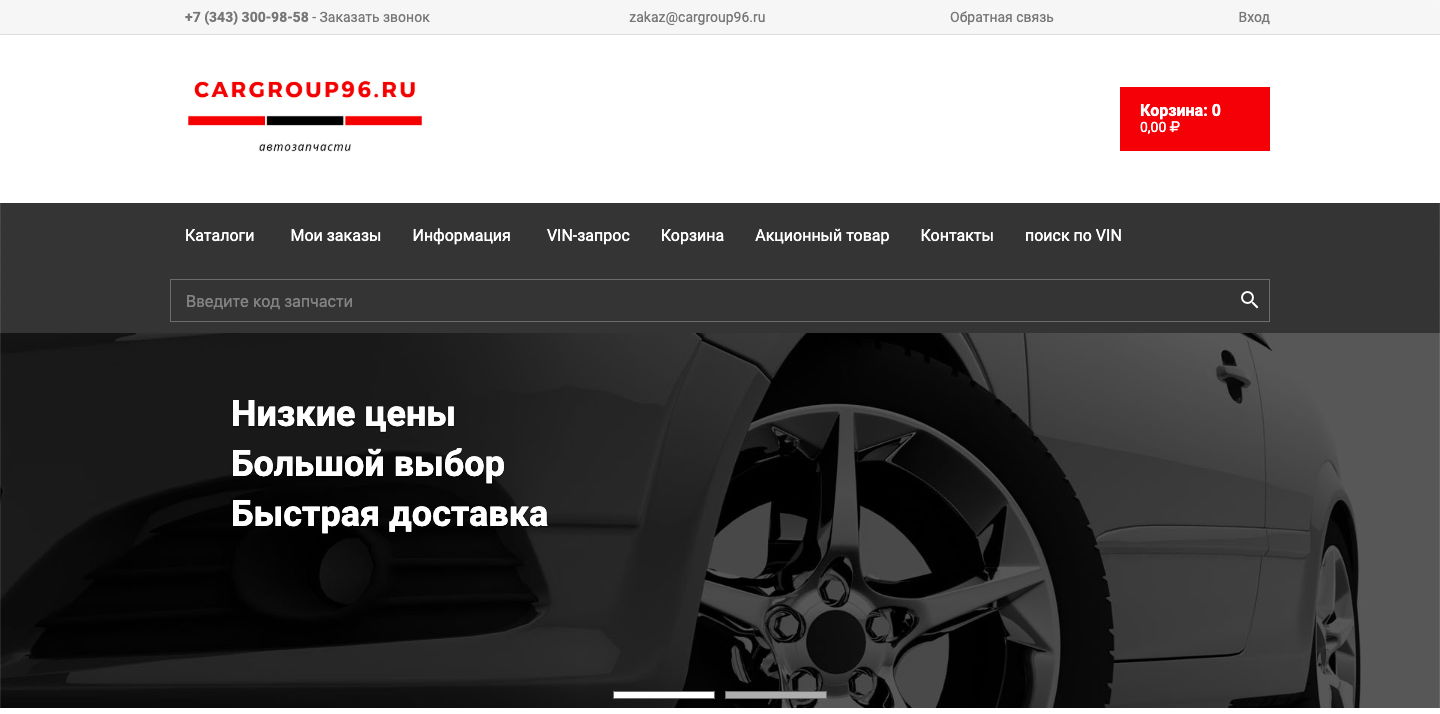 +7 (343) 300-98-58 - Заказать звонок zakaz@cargroup96.ru Обратная связь Вход
CARGROUP96.RU
автозапчасти
Корзина: 0
0,00 ₽
Каталоги Мои заказы Информация VIN-запрос Корзина Акционный товар Контакты поиск по VIN
Введите код запчасти
Низкие цены
Большой выбор
Быстрая доставка